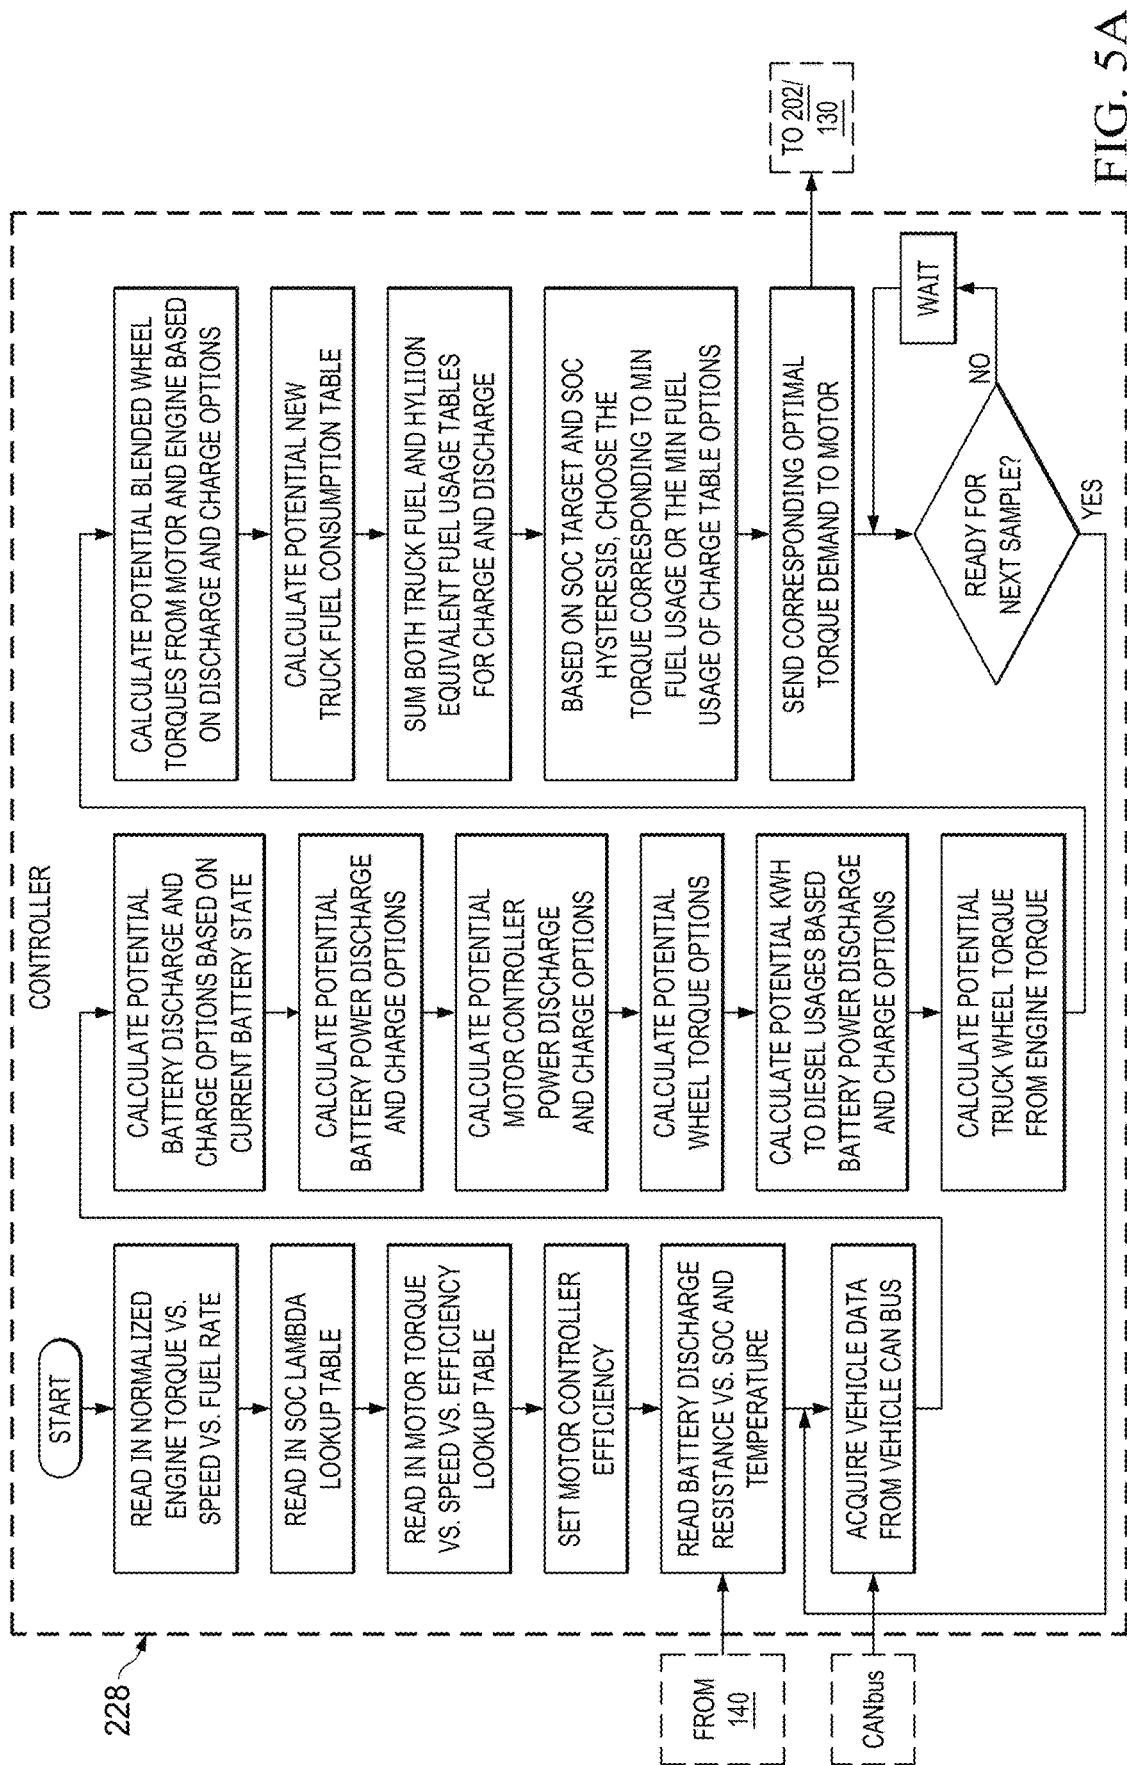 CONTROLLER
228
START
READ IN NORMALIZED
ENGINE TORQUE VS.
SPEED VS. FUEL RATE
READ IN SOC LAMBDA
LOOKUP TABLE
READ IN MOTOR TORQUE
VS. SPEED VS. EFFICIENCY
LOOKUP TABLE
SET MOTOR CONTROLLER
EFFICIENCY
READ BATTERY DISCHARGE
RESISTANCE VS. SOC AND
TEMPERATURE
ACQUIRE VEHICLE DATA
FROM VEHICLE CAN BUS
FROM
140
CANbus
CALCULATE POTENTIAL
BATTERY DISCHARGE AND
CHARGE OPTIONS BASED ON
CURRENT BATTERY STATE
CALCULATE POTENTIAL
BATTERY POWER DISCHARGE
AND CHARGE OPTIONS
CALCULATE POTENTIAL
MOTOR CONTROLLER
POWER DISCHARGE
AND CHARGE OPTIONS
CALCULATE POTENTIAL
WHEEL TORQUE OPTIONS
CALCULATE POTENTIAL KWH
TO DIESEL USAGES BASED
BATTERY POWER DISCHARGE
AND CHARGE OPTIONS
CALCULATE POTENTIAL
TRUCK WHEEL TORQUE
FROM ENGINE TORQUE
CALCULATE POTENTIAL BLENDED WHEEL
TORQUES FROM MOTOR AND ENGINE BASED
ON DISCHARGE AND CHARGE OPTIONS
CALCULATE POTENTIAL NEW
TRUCK FUEL CONSUMPTION TABLE
SUM BOTH TRUCK FUEL AND HYLIION
EQUIVALENT FUEL USAGE TABLES
FOR CHARGE AND DISCHARGE
BASED ON SOC TARGET AND SOC
HYSTERESIS, CHOOSE THE
TORQUE CORRESPONDING TO MIN
FUEL USAGE OR THE MIN FUEL
USAGE OF CHARGE TABLE OPTIONS
SEND CORRESPONDING OPTIMAL
TORQUE DEMAND TO MOTOR
TO 202/
130
READY FOR
NEXT SAMPLE?
NO
WAIT
YES
FIG. 5A